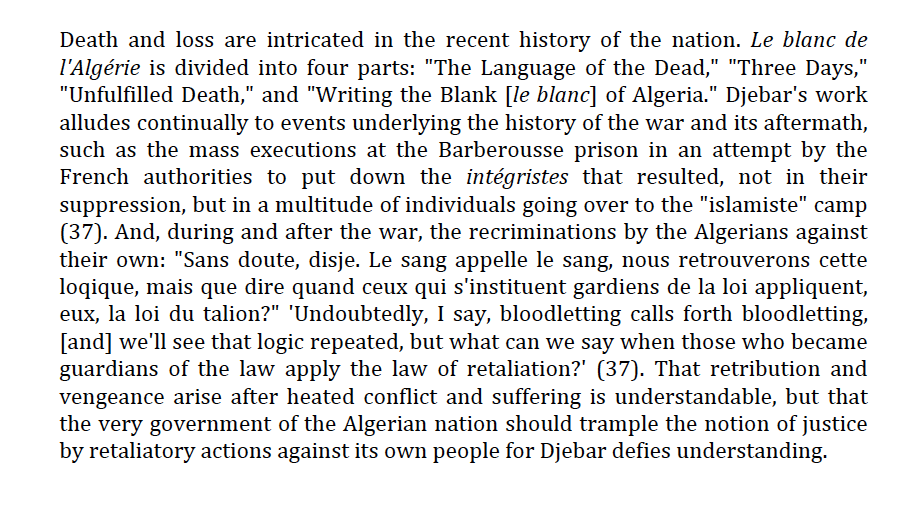 Death and loss are intricated in the recent history of the nation. Le blanc de
l'Algérie is divided into four parts: "The Language of the Dead," "Three Days,"
"Unfulfilled Death," and "Writing the Blank [le blanc] of Algeria." Djebar's work
alludes continually to events underlying the history of the war and its aftermath,
such as the mass executions at the Barberousse prison in an attempt by the
French authorities to put down the intégristes that resulted, not in their
suppression, but in a multitude of individuals going over to the "islamiste" camp
(37). And, during and after the war, the recriminations by the Algerians against
their own: "Sans doute, disje. Le sang appelle le sang, nous retrouverons cette
loqique, mais que dire quand ceux qui s'instituent gardiens de la loi appliquent,
eux, la loi du talion?" 'Undoubtedly, I say, bloodletting calls forth bloodletting,
[and] we'll see that logic repeated, but what can we say when those who became
guardians of the law apply the law of retaliation?' (37). That retribution and
vengeance arise after heated conflict and suffering is understandable, but that
the very government of the Algerian nation should trample the notion of justice
by retaliatory actions against its own people for Djebar defies understanding.